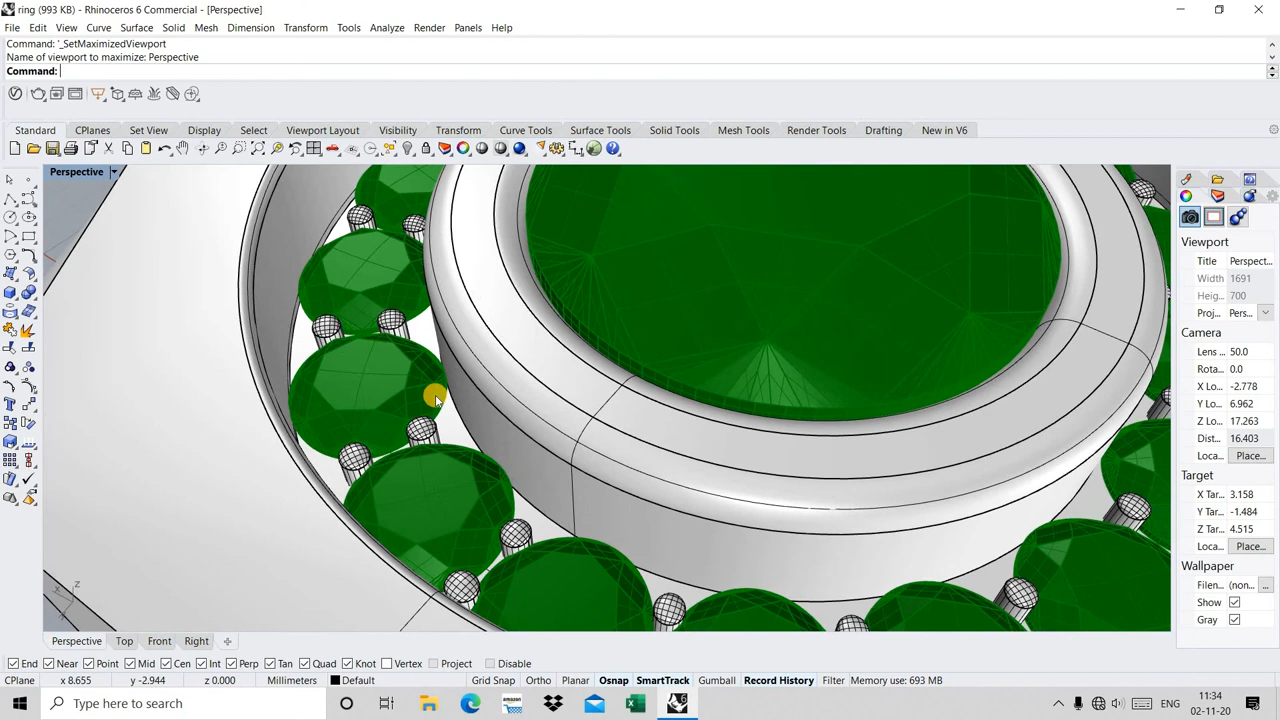 ring (993 KB) - Rhinoceros 6 Commercial - [Perspective]
File Edit View Curve Surface Solid Mesh Dimension Transform Tools Analyze Render Panels Help
Command: '_SetMaximizedViewport
Name of viewport to maximize: Perspective
Command:
Standard CPlanes Set View Display Select Viewport Layout Visibility Transform Curve Tools Surface Tools Solid Tools Mesh Tools Render Tools Drafting New in V6
Perspective
Viewport
Title Perspect...
Width 1691
Heig... 700
Proj... Pers...
Camera
Lens ... 50.0
Rota... 0.0
X Lo... -2.778
Y Lo... 6.962
Z Lo... 17.263
Dist... 16.403
Loca... Place...
Target
X Tar... 3.158
Y Tar... -1.484
Z Tar... 4.515
Loca... Place...
Wallpaper
Filen... (non... ...
Show
Gray
z
x
Perspective Top Front Right
End Near Point Mid Cen Int Perp Tan Quad Knot Vertex Project Disable
CPlane x 8.655 y -2.944 z 0.000 Millimeters Default Grid Snap Ortho Planar Osnap SmartTrack Gumball Record History Filter Memory use: 693 MB
Type here to search
amazon
ENG
11:34
02-11-20